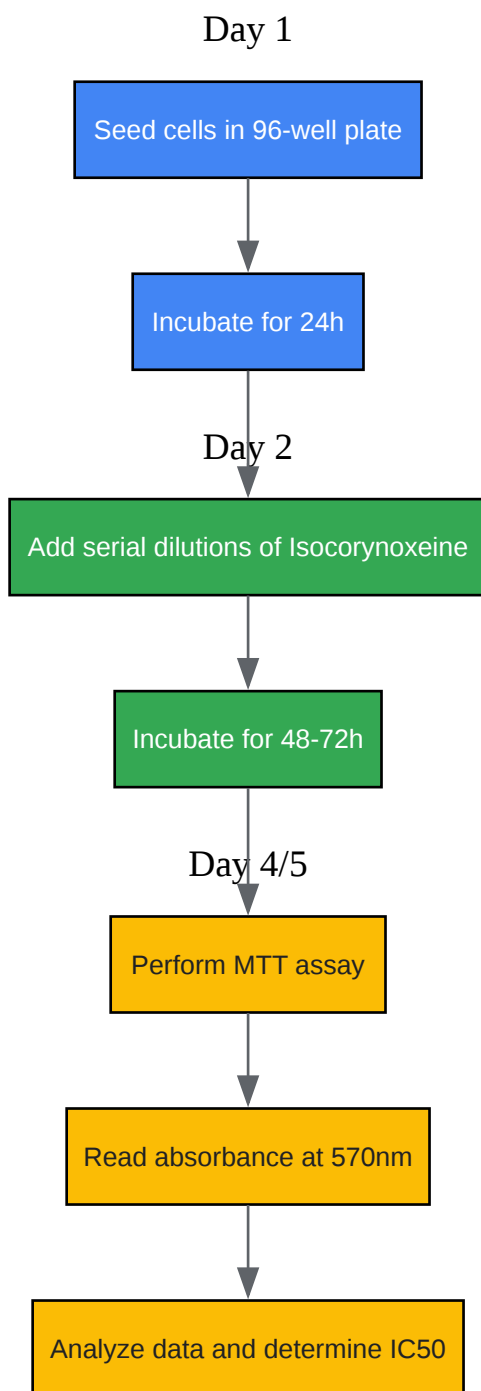 Day 1
Seed cells in 96-well plate
Incubate for 24h
Day 2
Add serial dilutions of Isocorynoxeine
Incubate for 48-72h
Day 4/5
Perform MTT assay
Read absorbance at 570nm
Analyze data and determine IC50